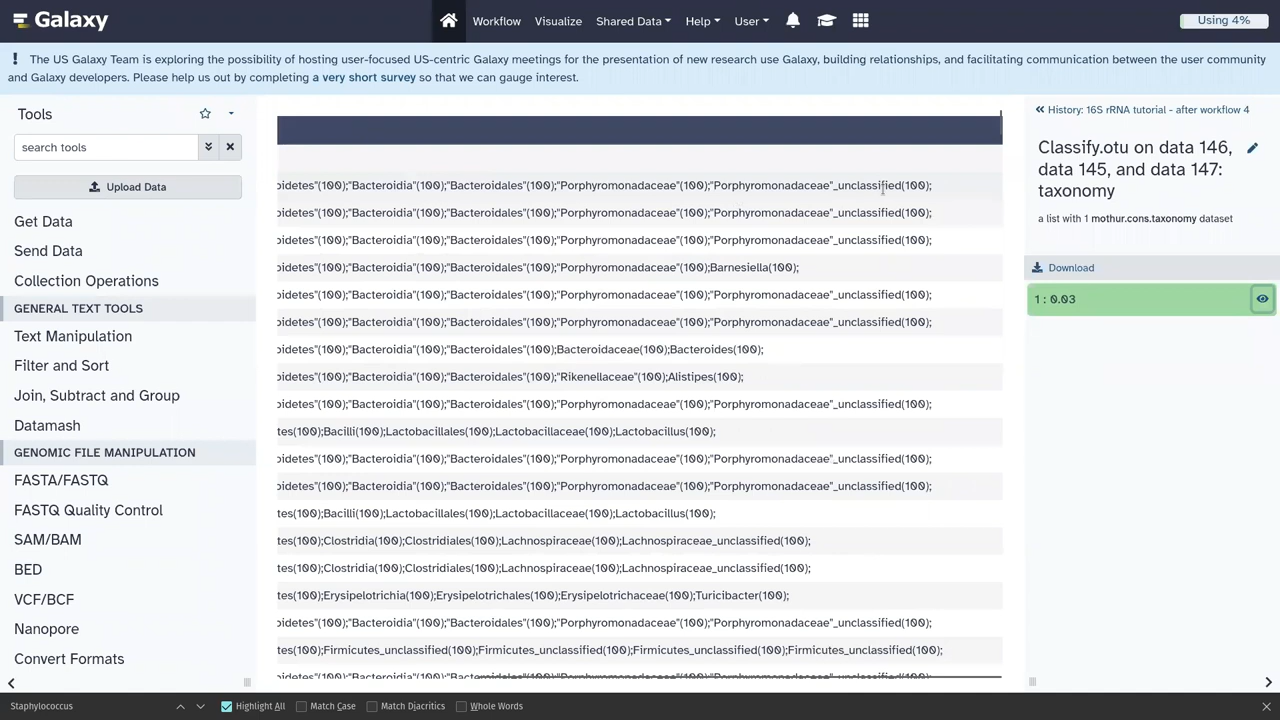 Galaxy
Workflow
Visualize
Shared Data
Help
User
Using 4%
! The US Galaxy Team is exploring the possibility of hosting user-focused US-centric Galaxy meetings for the presentation of new research use Galaxy, building relationships, and facilitating communication between the user community
and Galaxy developers. Please help us out by completing a very short survey so that we can gauge interest.
Tools
search tools
Upload Data
Get Data
Send Data
Collection Operations
GENERAL TEXT TOOLS
Text Manipulation
Filter and Sort
Join, Subtract and Group
Datamash
GENOMIC FILE MANIPULATION
FASTA/FASTQ
FASTQ Quality Control
SAM/BAM
BED
VCF/BCF
Nanopore
Convert Formats
oidetes"(100);"Bacteroidia"(100);"Bacteroidales"(100);"Porphyromonadaceae"(100);"Porphyromonadaceae"_unclassified(100);
oidetes"(100);"Bacteroidia"(100);"Bacteroidales"(100);"Porphyromonadaceae"(100);"Porphyromonadaceae"_unclassified(100);
oidetes"(100);"Bacteroidia"(100);"Bacteroidales"(100);"Porphyromonadaceae"(100);"Porphyromonadaceae"_unclassified(100);
oidetes"(100);"Bacteroidia"(100);"Bacteroidales"(100);"Porphyromonadaceae"(100);Barnesiella(100);
oidetes"(100);"Bacteroidia"(100);"Bacteroidales"(100);"Porphyromonadaceae"(100);"Porphyromonadaceae"_unclassified(100);
oidetes"(100);"Bacteroidia"(100);"Bacteroidales"(100);"Porphyromonadaceae"(100);"Porphyromonadaceae"_unclassified(100);
oidetes"(100);"Bacteroidia"(100);"Bacteroidales"(100);Bacteroidaceae(100);Bacteroides(100);
oidetes"(100);"Bacteroidia"(100);"Bacteroidales"(100);"Rikenellaceae"(100);Alistipes(100);
oidetes"(100);"Bacteroidia"(100);"Bacteroidales"(100);"Porphyromonadaceae"(100);"Porphyromonadaceae"_unclassified(100);
tes(100);Bacilli(100);Lactobacillales(100);Lactobacillaceae(100);Lactobacillus(100);
oidetes"(100);"Bacteroidia"(100);"Bacteroidales"(100);"Porphyromonadaceae"(100);"Porphyromonadaceae"_unclassified(100);
oidetes"(100);"Bacteroidia"(100);"Bacteroidales"(100);"Porphyromonadaceae"(100);"Porphyromonadaceae"_unclassified(100);
tes(100);Bacilli(100);Lactobacillales(100);Lactobacillaceae(100);Lactobacillus(100);
tes(100);Clostridia(100);Clostridiales(100);Lachnospiraceae(100);Lachnospiraceae_unclassified(100);
tes(100);Clostridia(100);Clostridiales(100);Lachnospiraceae(100);Lachnospiraceae_unclassified(100);
tes(100);Erysipelotrichia(100);Erysipelotrichales(100);Erysipelotrichaceae(100);Turicibacter(100);
oidetes"(100);"Bacteroidia"(100);"Bacteroidales"(100);"Porphyromonadaceae"(100);"Porphyromonadaceae"_unclassified(100);
tes(100);Firmicutes_unclassified(100);Firmicutes_unclassified(100);Firmicutes_unclassified(100);Firmicutes_unclassified(100);
oidetes"(100);"Bacteroidia"(100);"Bacteroidales"(100);"Porphyromonadaceae"(100);"Porphyromonadaceae"_unclassified(100);
History: 16S rRNA tutorial - after workflow 4
Classify.otu on data 146,
data 145, and data 147:
taxonomy
a list with 1 mothur.cons.taxonomy dataset
Download
1 : 0.03
Staphylococcus
Highlight All
Match Case
Match Diacritics
Whole Words